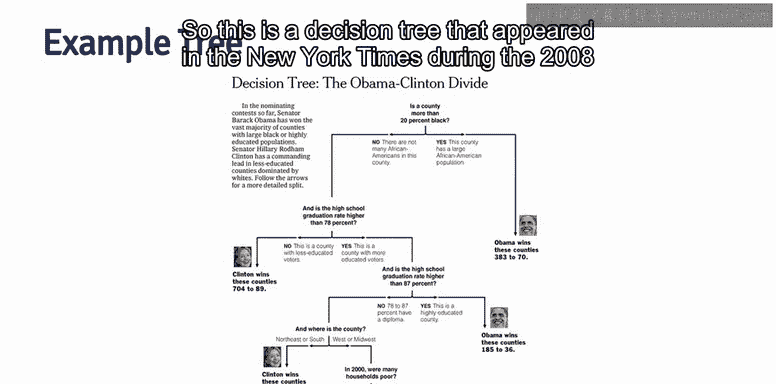 So this is a decision tree that appeared
in the New York Times during the 2008
Example Tree
Decision Tree: The Obama-Clinton Divide
In the nominating
contests so far, Senator
Barack Obama has won the
vast majority of counties
with large black or highly
educated populations.
Senator Hillary Rodham
Clinton has a commanding
lead in less-educated
counties dominated by
whites. Follow the arrows
for a more detailed split.
Is a county
more than
20 percent black?
NO There are not
many African-
Americans in this
county.
YES This county
has a large
African-American
population.
And is the high school
graduation rate higher
than 78 percent?
Obama wins
these counties
383 to 70.
NO This is a county
with less-educated
voters.
YES This is a
county with more
educated voters.
Clinton wins
these counties
704 to 89.
And is the high school
graduation rate higher
than 87 percent?
NO 78 to 87
percent have
a diploma.
YES This is a
highly educated
county.
Obama wins
these counties
185 to 36.
And where is the county?
Northeast or South
West or Midwest
Clinton wins
these counties
In 2000, were many
households poor?